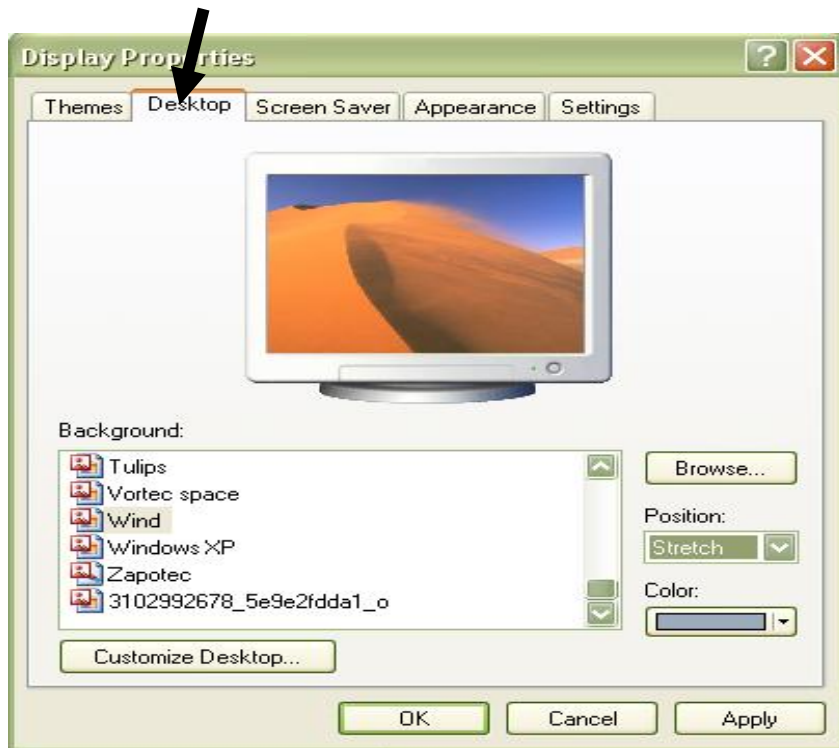 Display Properties
Themes Desktop Screen Saver Appearance Settings
Background:
Tulips
Vortec space
Wind
Windows XP
Zapotec
3102992678_5e9e2fdda1_o
Browse...
Position:
Stretch
Color:
Customize Desktop...
OK Cancel Apply